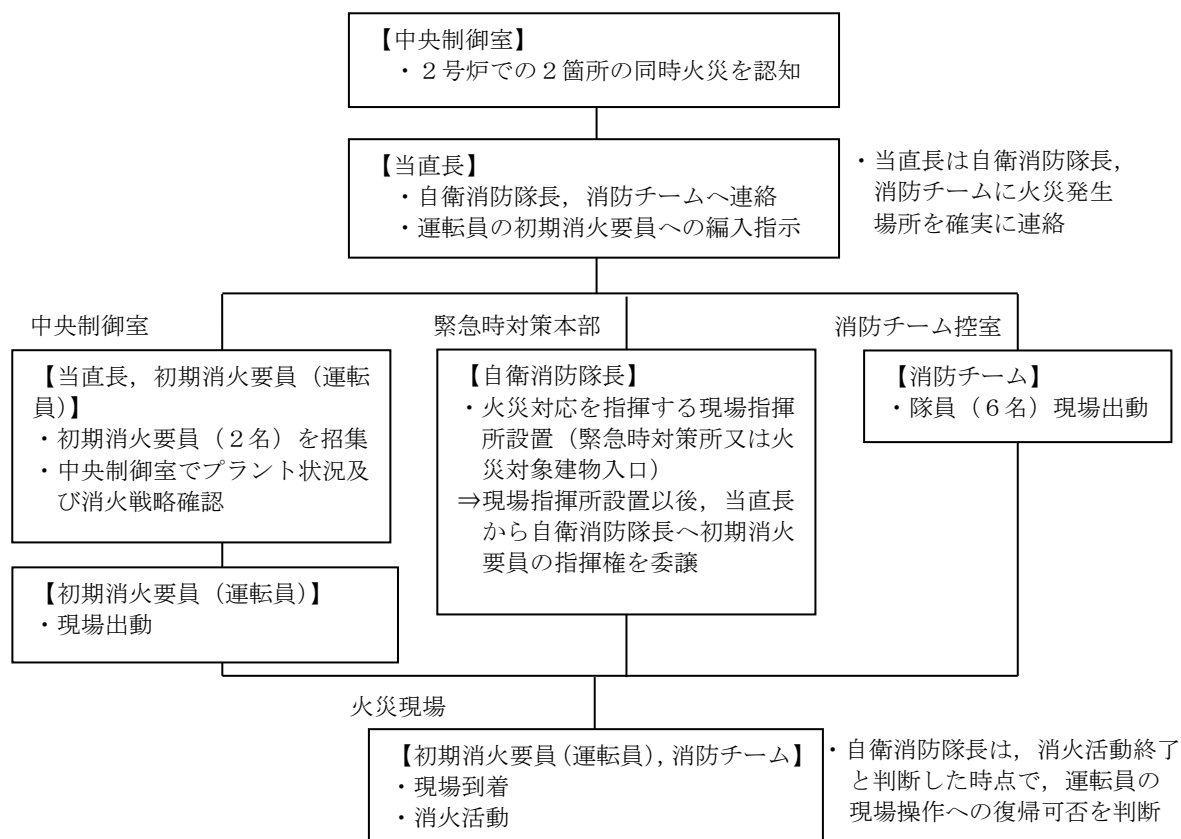 【中央制御室】
・２号炉での２箇所の同時火災を認知
【当直長】
・自衛消防隊長，消防チームへ連絡
・運転員の初期消火要員への編入指示
・当直長は自衛消防隊長，
消防チームに火災発生
場所を確実に連絡
中央制御室
【当直長，初期消火要員（運転
員）】
・初期消火要員（２名）を招集
・中央制御室でプラント状況及
び消火戦略確認
【初期消火要員（運転員）】
・現場出動
緊急時対策本部
【自衛消防隊長】
・火災対応を指揮する現場指揮
所設置（緊急時対策所又は火
災対象建物入口）
⇒現場指揮所設置以後，当直長
から自衛消防隊長へ初期消火
要員の指揮権を委譲
消防チーム控室
【消防チーム】
・隊員（６名）現場出動
火災現場
【初期消火要員（運転員），消防チーム】
・現場到着
・消火活動
・自衛消防隊長は，消火活動終了
と判断した時点で，運転員の
現場操作への復帰可否を判断